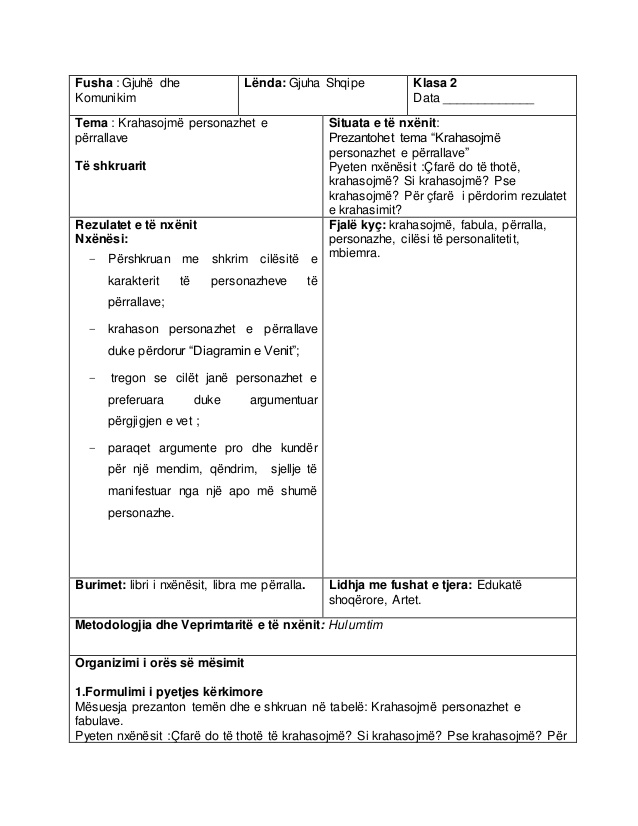 Fusha : Gjuhë dhe
Komunikim
Lënda: Gjuha Shqipe
Klasa 2
Data _____________
Tema : Krahasojmë personazhet e
përrallave
Të shkruarit
Situata e të nxënit:
Prezantohet tema “Krahasojmë
personazhet e përrallave”
Pyeten nxënësit :Çfarë do të thotë,
krahasojmë? Si krahasojmë? Pse
krahasojmë? Për çfarë i përdorim rezulatet
e krahasimit?
Rezulatet e të nxënit
Nxënësi:
− Përshkruan me shkrim cilësitë e
karakterit të personazheve të
përrallave;
− krahason personazhet e përrallave
duke përdorur “Diagramin e Venit”;
− tregon se cilët janë personazhet e
preferuara duke argumentuar
përgjigjen e vet ;
− paraqet argumente pro dhe kundër
për një mendim, qëndrim, sjellje të
manifestuar nga një apo më shumë
personazhe.
Fjalë kyç: krahasojmë, fabula, përralla,
personazhe, cilësi të personalitetit,
mbiemra.
Burimet: libri i nxënësit, libra me përralla.
Lidhja me fushat e tjera: Edukatë
shoqërore, Artet.
Metodologjia dhe Veprimtaritë e të nxënit: Hulumtim
Organizimi i orës së mësimit
1.Formulimi i pyetjes kërkimore
Mësuesja prezanton temën dhe e shkruan në tabelë: Krahasojmë personazhet e
fabulave.
Pyeten nxënësit :Çfarë do të thotë të krahasojmë? Si krahasojmë? Pse krahasojmë? Për